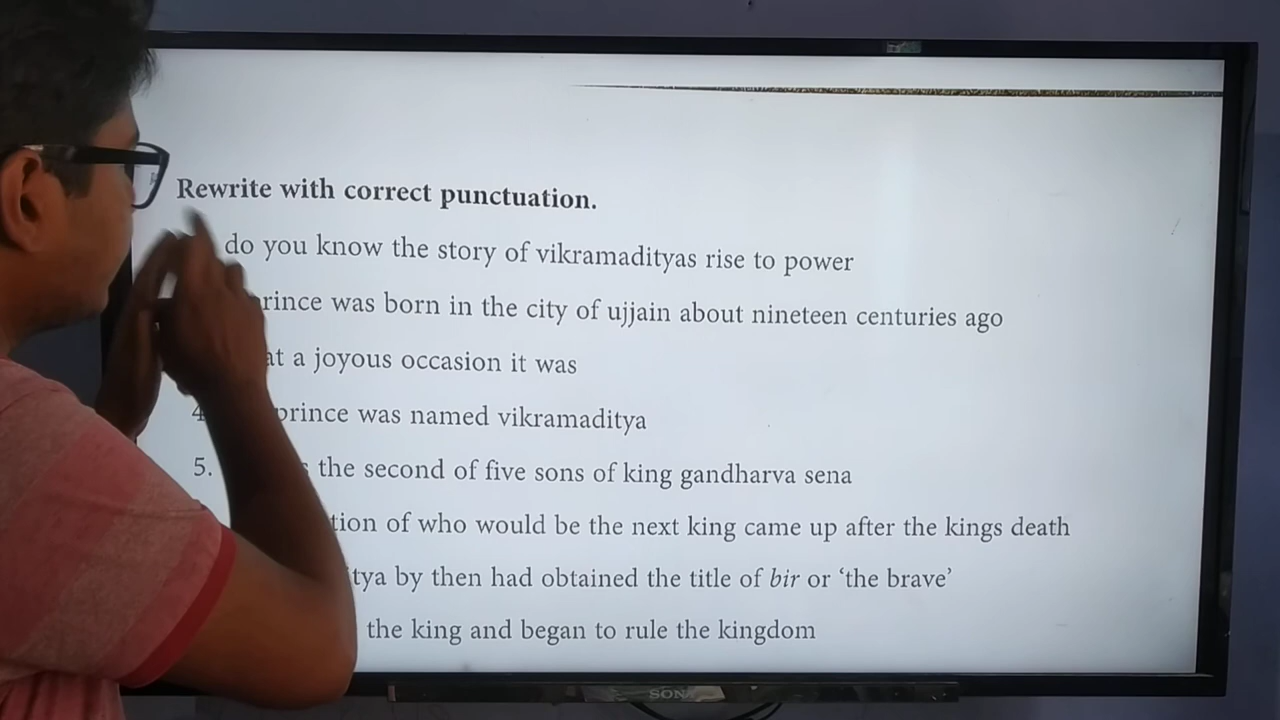 Rewrite with correct punctuation.
do you know the story of vikramadityas rise to power
rince was born in the city of ujjain about nineteen centuries ago
at a joyous occasion it was
4 prince was named vikramaditya
5. the second of five sons of king gandharva sena
tion of who would be the next king came up after the kings death
tya by then had obtained the title of bir or ‘the brave’
the king and began to rule the kingdom
SONY